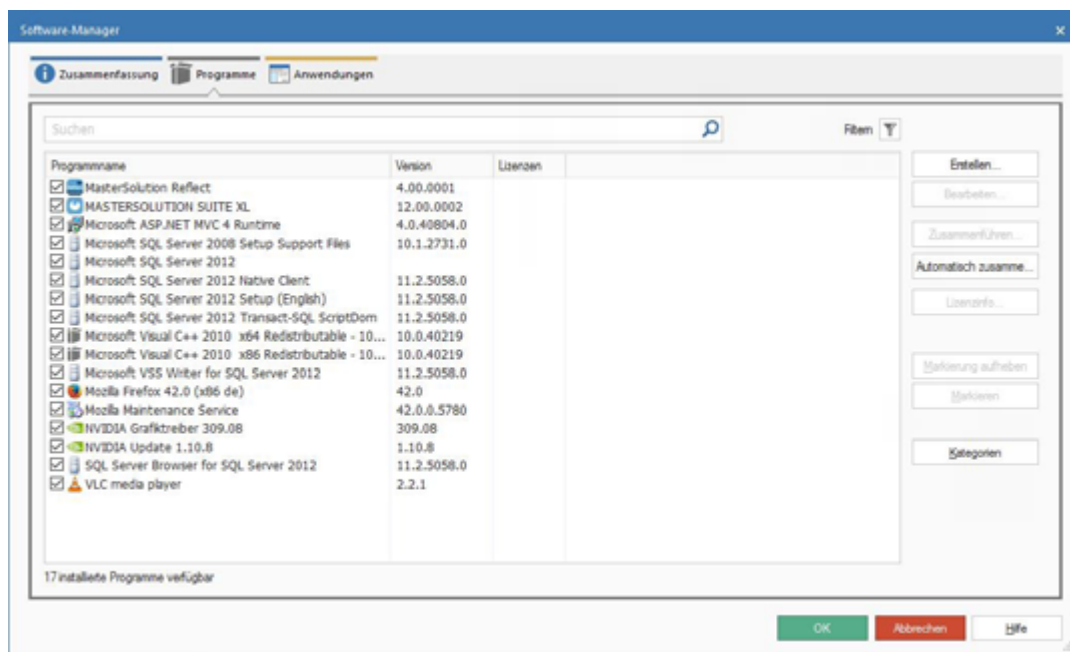 Software-Manager
Zusammenfassung Programme Anwendungen
Suchen Filtern
Programmname Version Lizenzen
MasterSolution Reflect 4.00.0001
MASTERSOLUTION SUITE XL 12.00.0002
Microsoft ASP.NET MVC 4 Runtime 4.0.40804.0
Microsoft SQL Server 2008 Setup Support Files 10.1.2731.0
Microsoft SQL Server 2012
Microsoft SQL Server 2012 Native Client 11.2.5058.0
Microsoft SQL Server 2012 Setup (English) 11.2.5058.0
Microsoft SQL Server 2012 Transact-SQL ScriptDom 11.2.5058.0
Microsoft Visual C++ 2010 x64 Redistributable - 10... 10.0.40219
Microsoft Visual C++ 2010 x86 Redistributable - 10... 10.0.40219
Microsoft VSS Writer for SQL Server 2012 11.2.5058.0
Mozilla Firefox 42.0 (x86 de) 42.0
Mozilla Maintenance Service 42.0.0.5780
NVIDIA Grafiktreiber 309.08 309.08
NVIDIA Update 1.10.8 1.10.8
SQL Server Browser for SQL Server 2012 11.2.5058.0
VLC media player 2.2.1
Erstellen...
Bearbeiten...
Zusammenführen...
Automatisch zusamme...
Lizenzinfo...
Markierung aufheben
Markieren
Kategorien
17 installierte Programme verfügbar
OK Abbrechen Hilfe